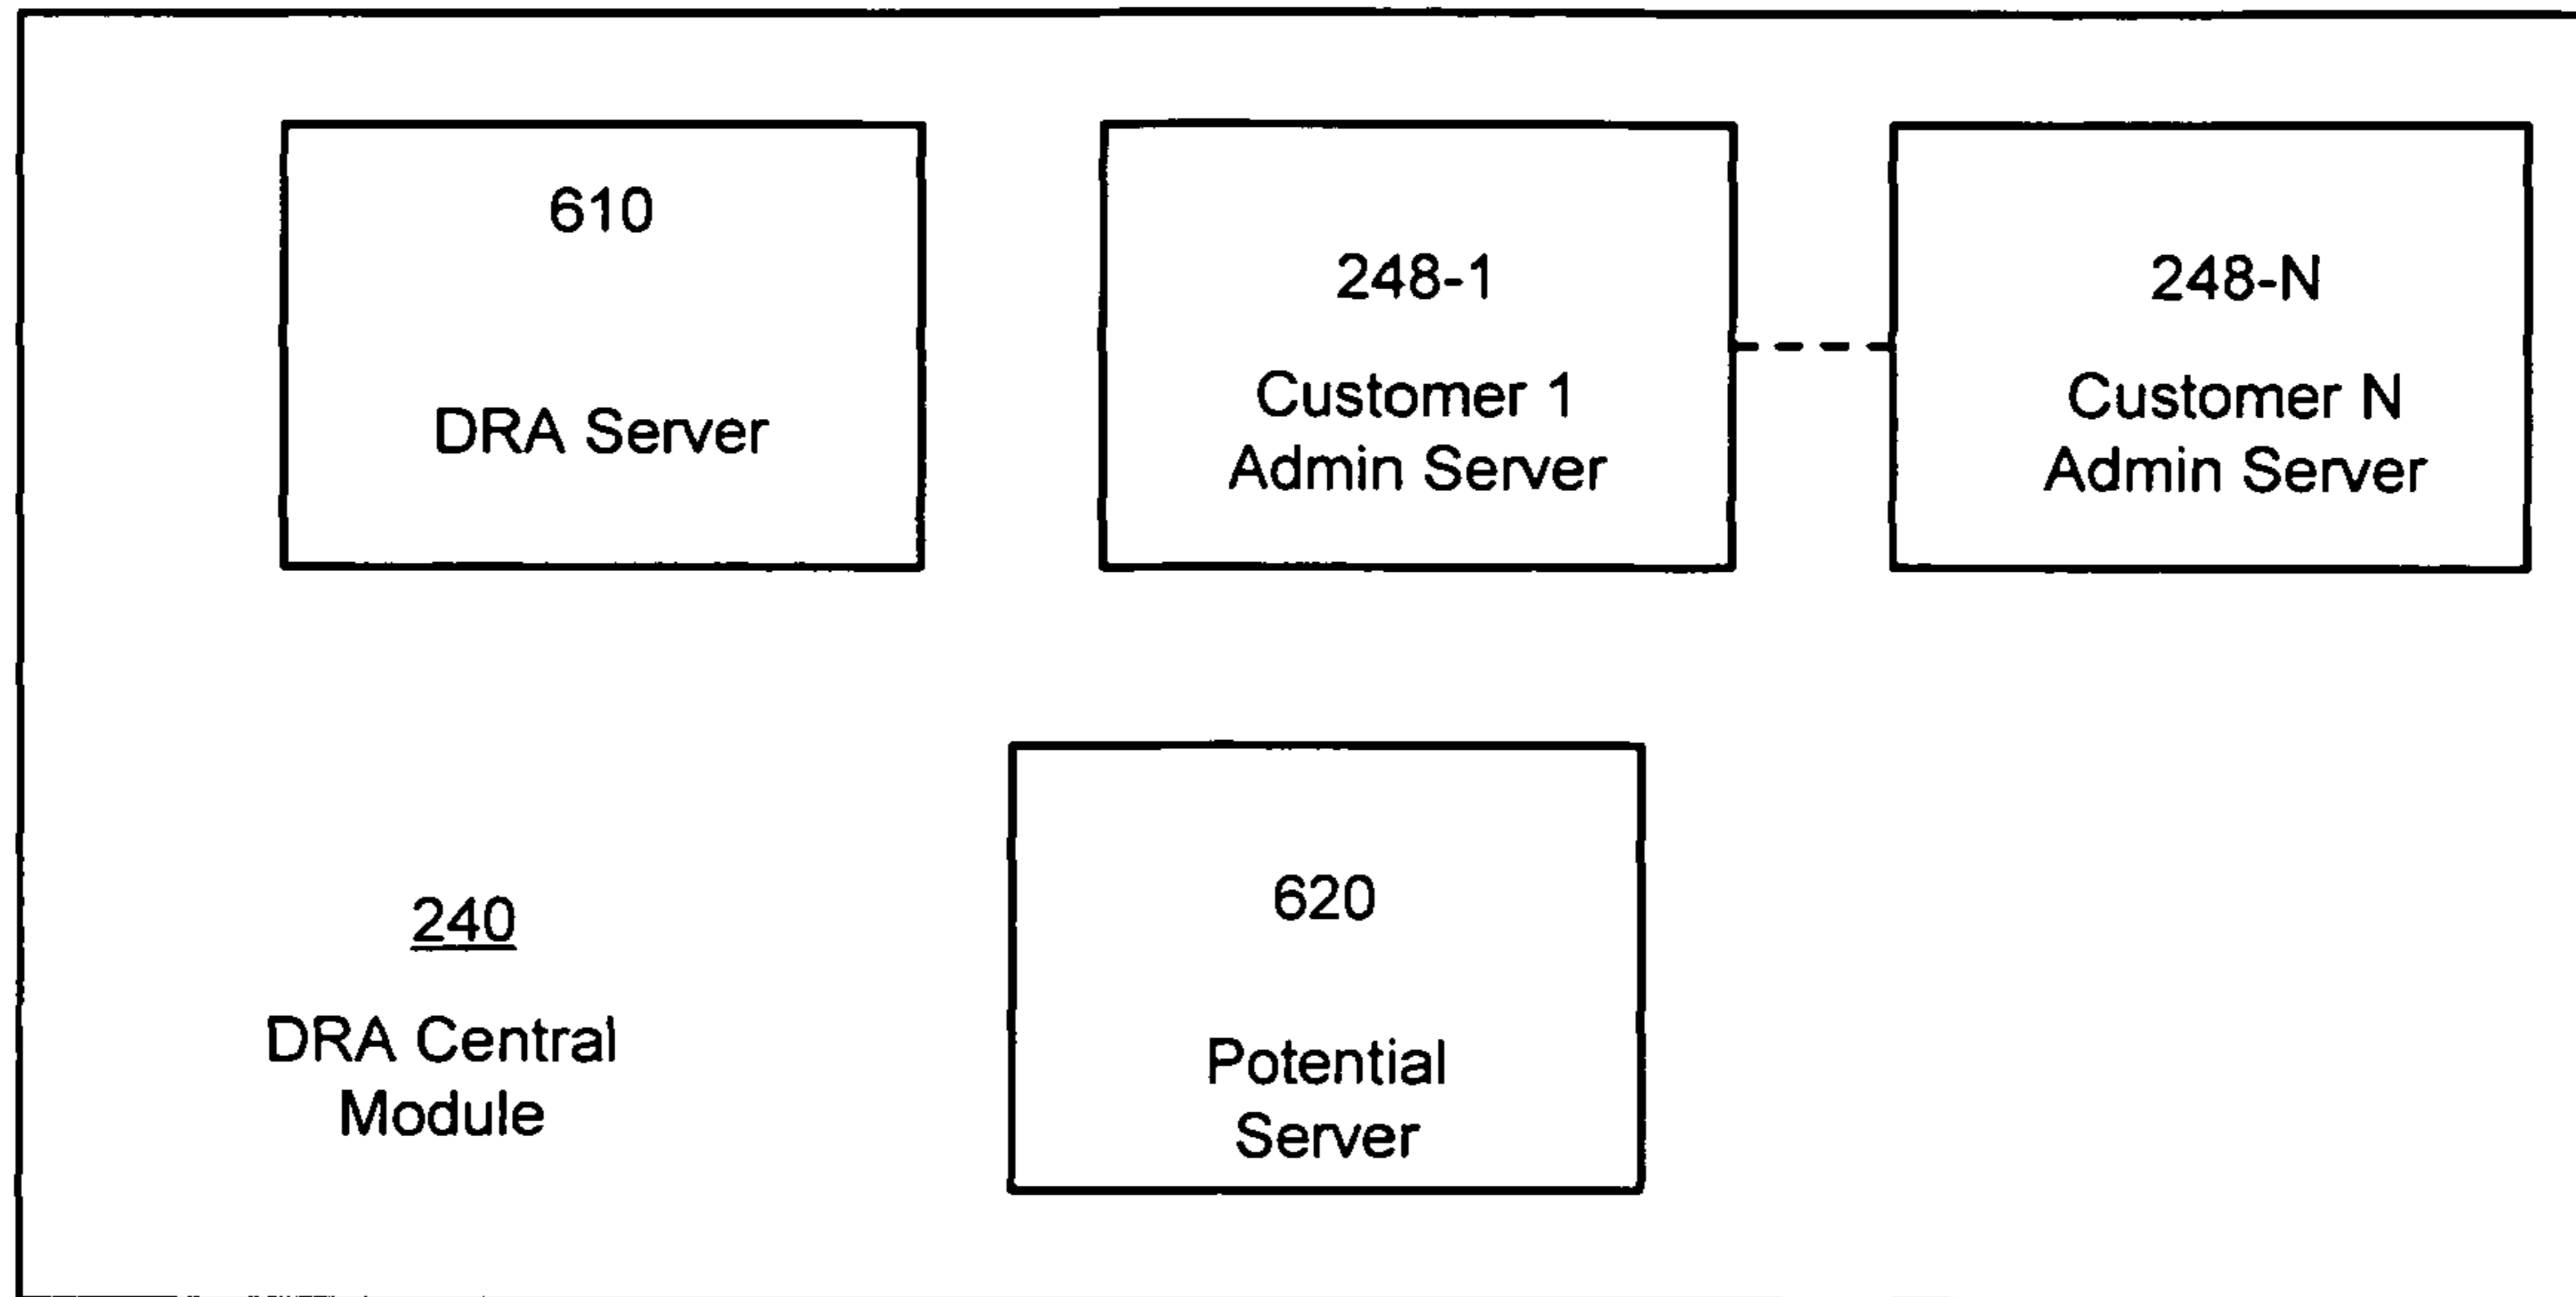 610
DRA Server
248-1
Customer 1
Admin Server
248-N
Customer N
Admin Server
240
DRA Central
Module
620
Potential
Server